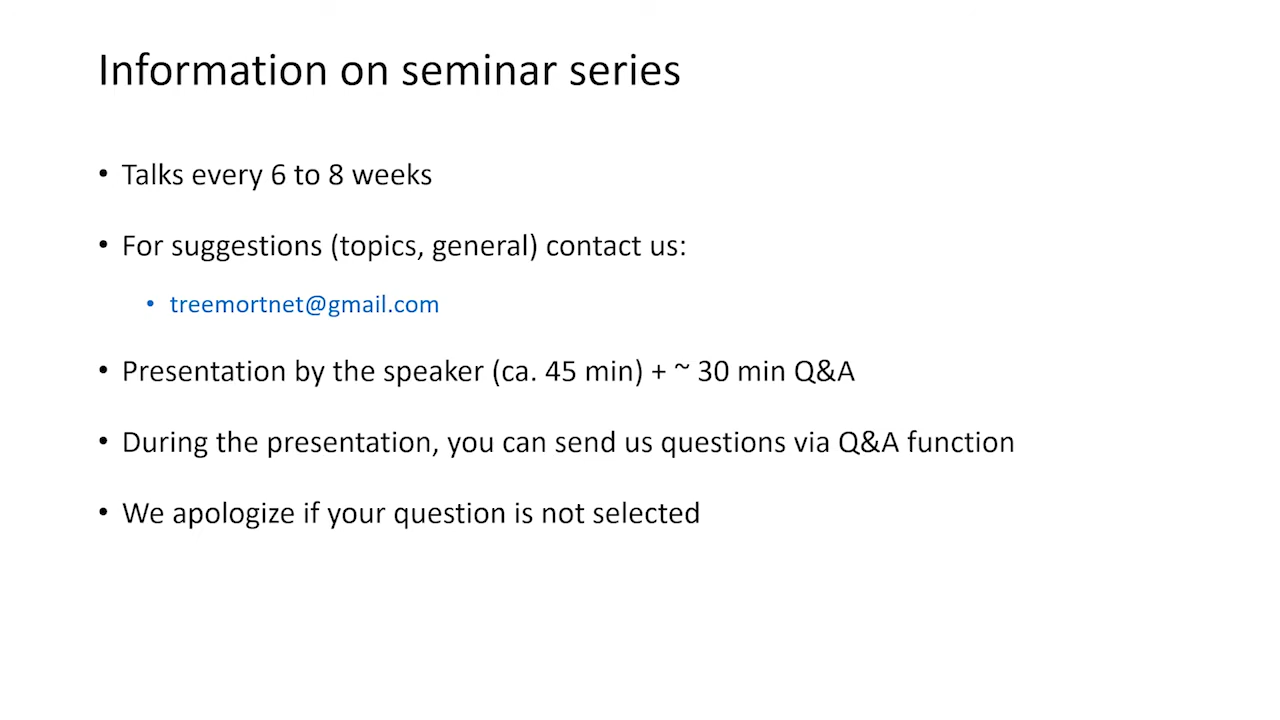 Information on seminar series
• Talks every 6 to 8 weeks
• For suggestions (topics, general) contact us:
• treemortnet@gmail.com
• Presentation by the speaker (ca. 45 min) + ~ 30 min Q&A
• During the presentation, you can send us questions via Q&A function
• We apologize if your question is not selected